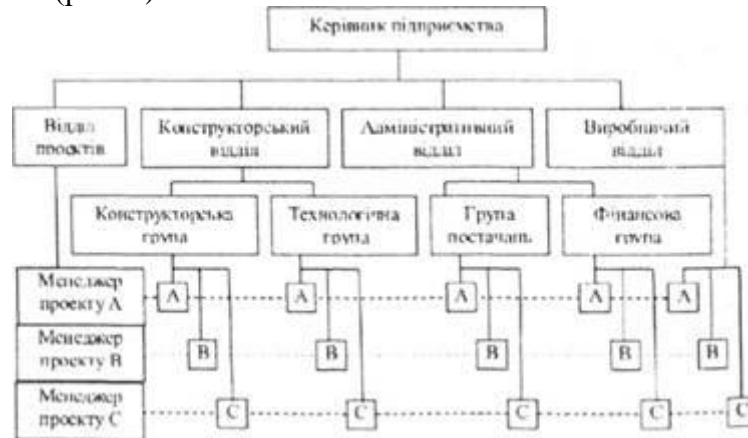 Керівник підприємства
Відділ
проектів
Конструкторський
відділ
Адміністративний
відділ
Виробничий
відділ
Конструкторська
група
Технологічна
група
Група
постачань
Фінансова
група
Менеджер
проекту А
А
А
А
А
А
Менеджер
проекту В
В
В
В
В
В
Менеджер
проекту С
С
С
С
С
С